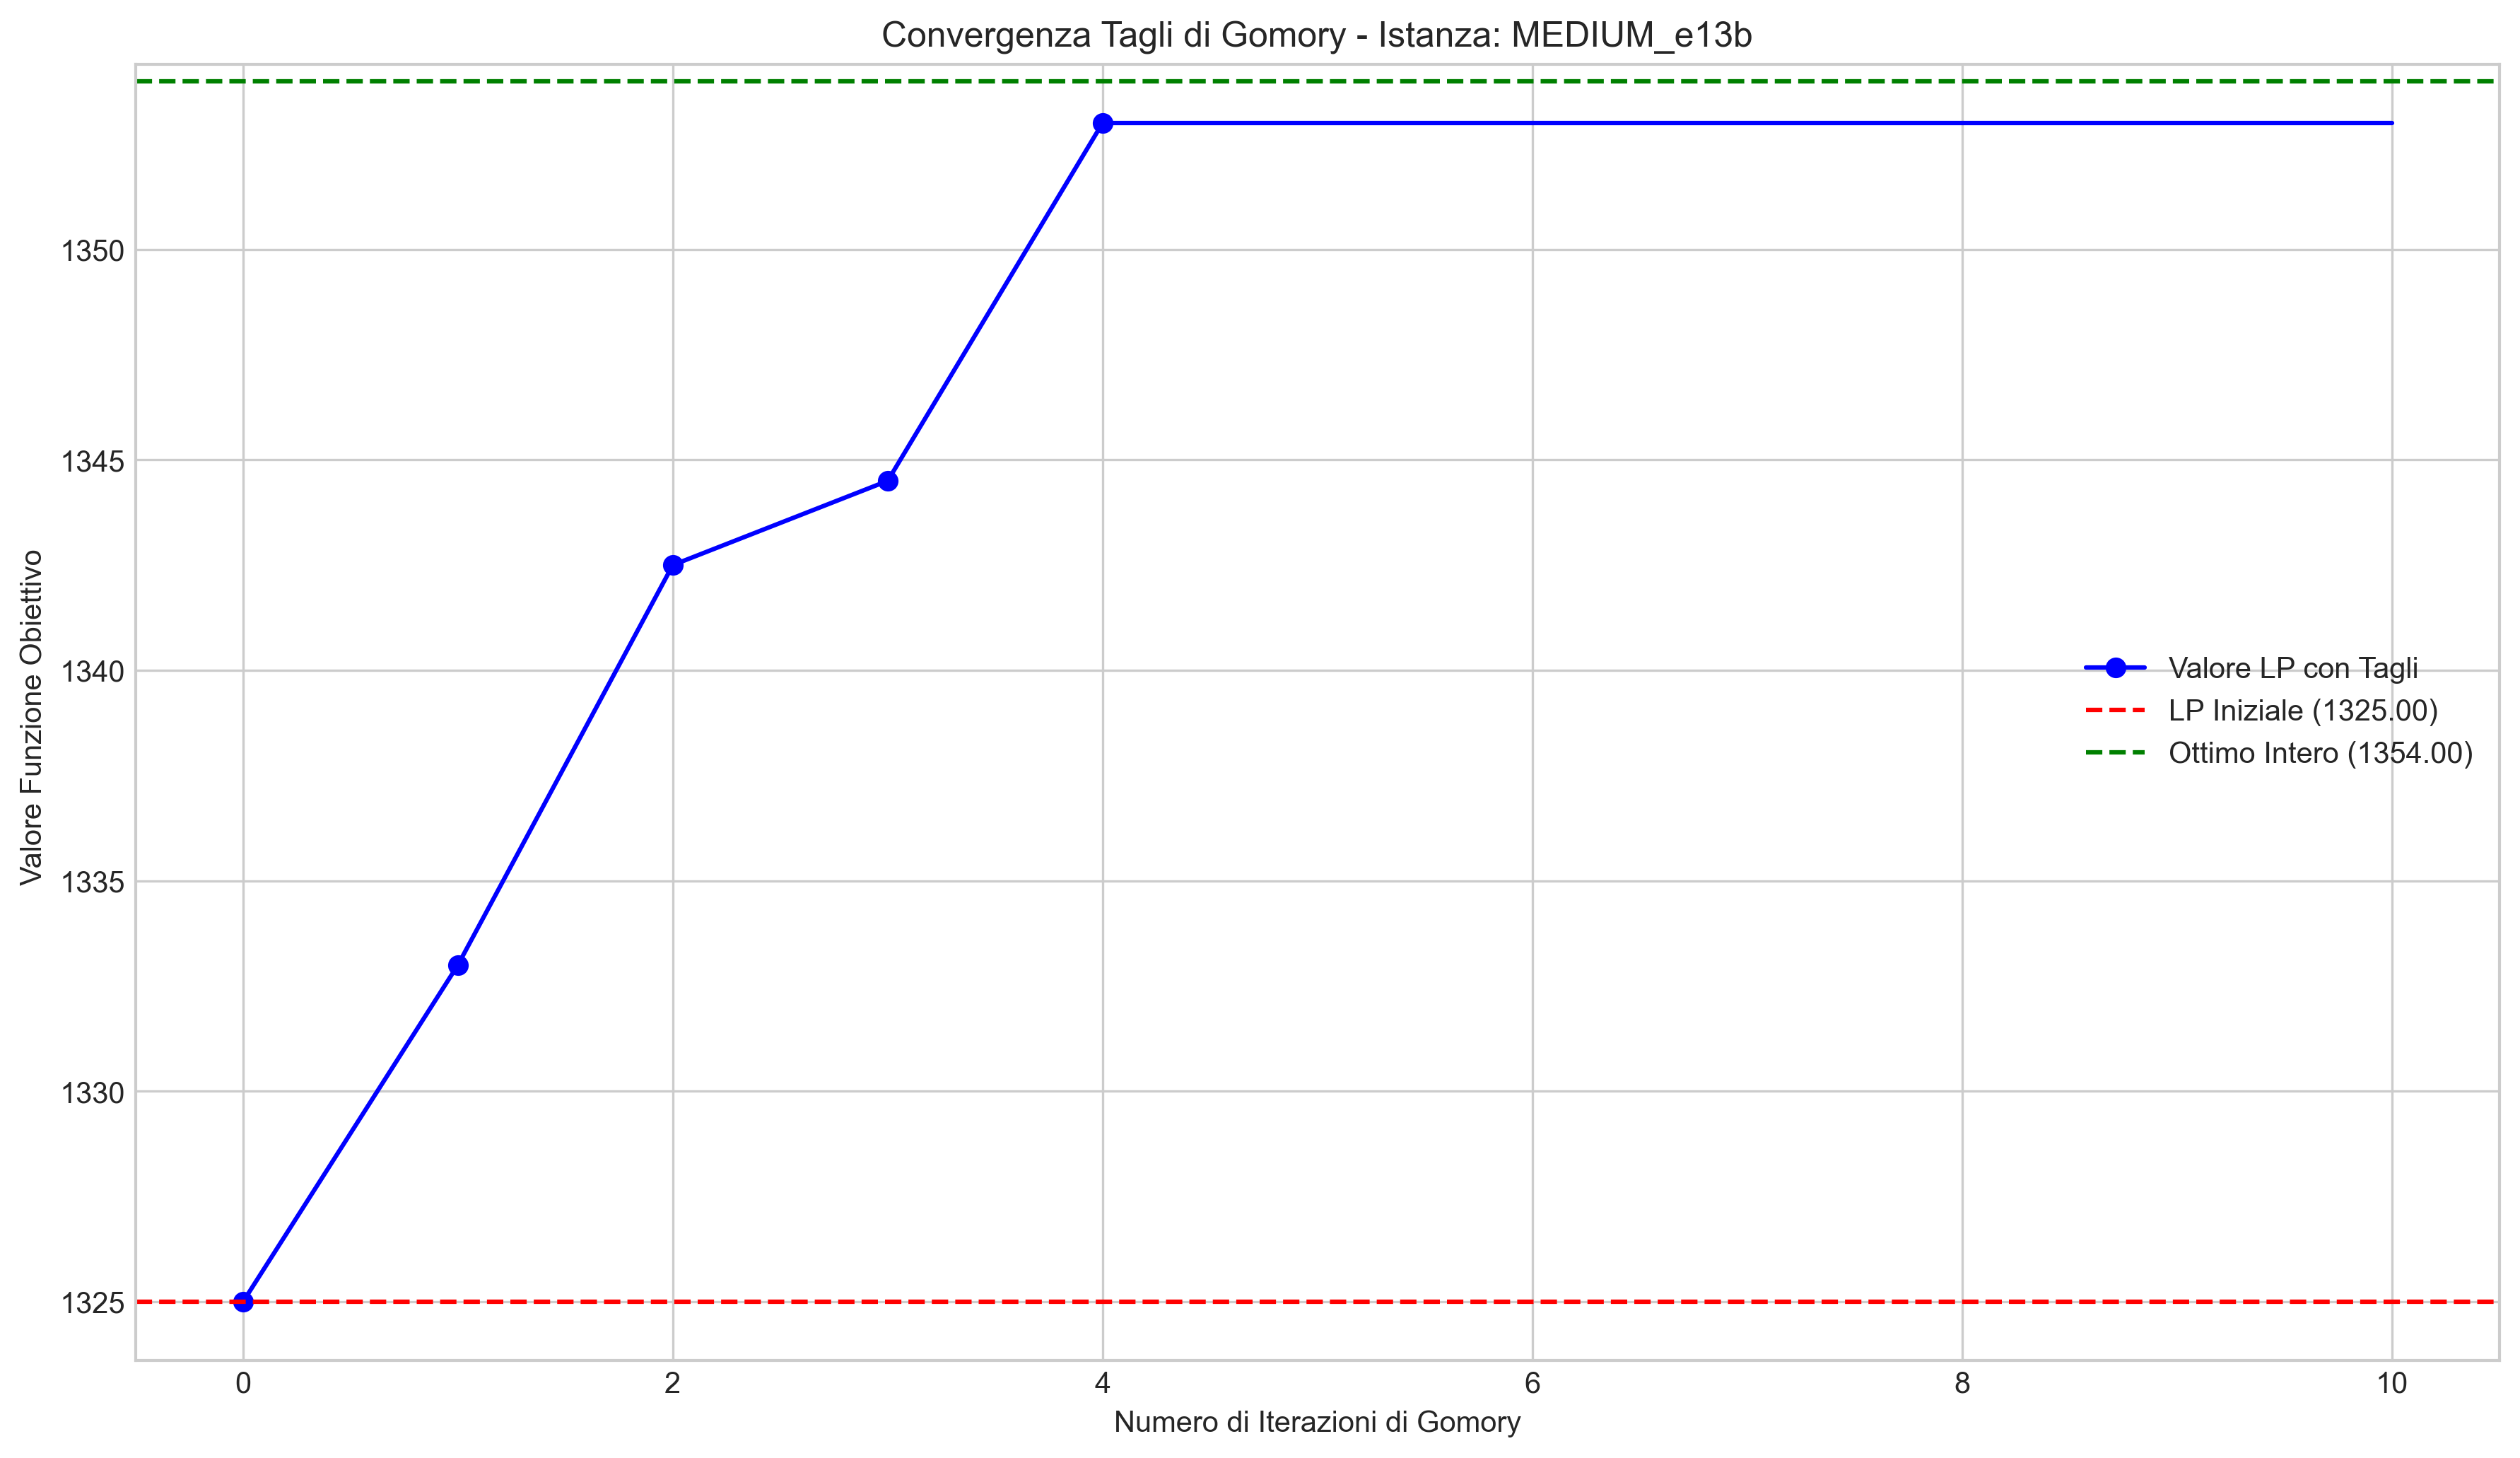 Convergenza Tagli di Gomory - Istanza: MEDIUM_e13b
Valore Funzione Obiettivo
1350
1345
1340
1335
1330
1325
Valore LP con Tagli
LP Iniziale (1325.00)
Ottimo Intero (1354.00)
0 2 4 6 8 10
Numero di Iterazioni di Gomory